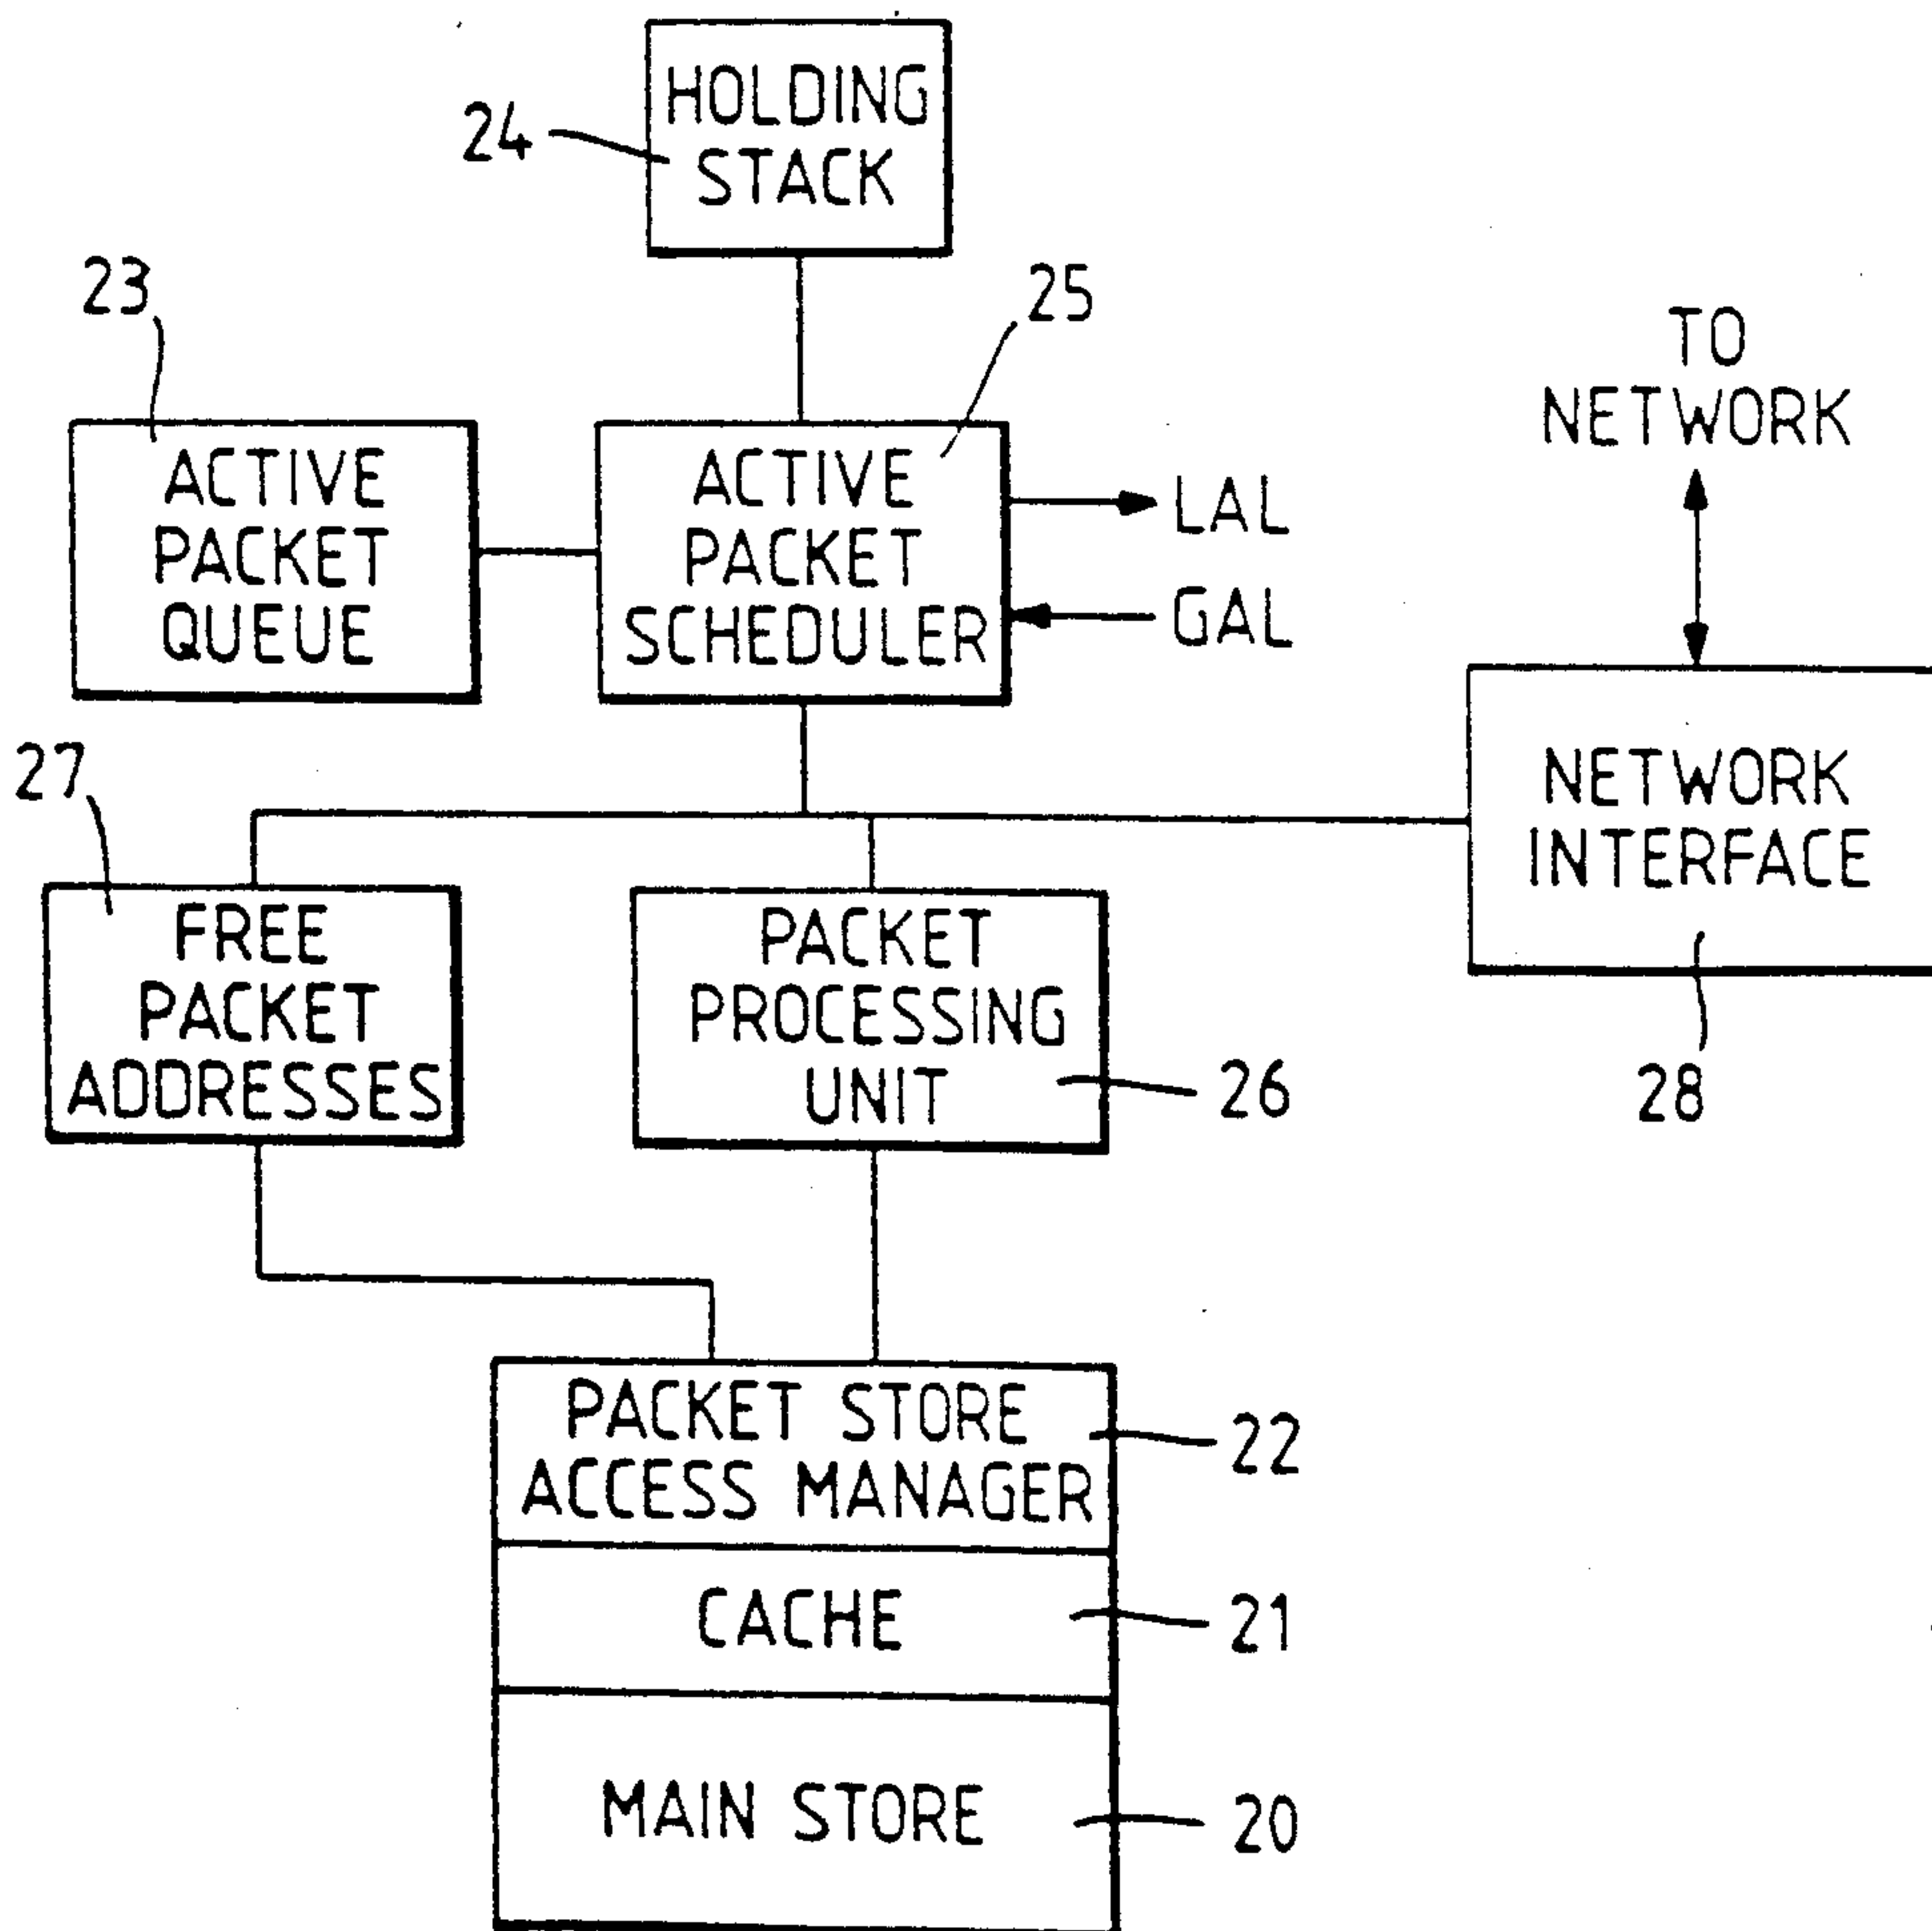 HOLDING
STACK
24
23
25
TO
NETWORK
ACTIVE
PACKET
QUEUE
ACTIVE
PACKET
SCHEDULER
LAL
GAL
27
NETWORK
INTERFACE
28
FREE
PACKET
ADDRESSES
PACKET
PROCESSING
UNIT
26
PACKET STORE
ACCESS MANAGER
22
CACHE
21
MAIN STORE
20